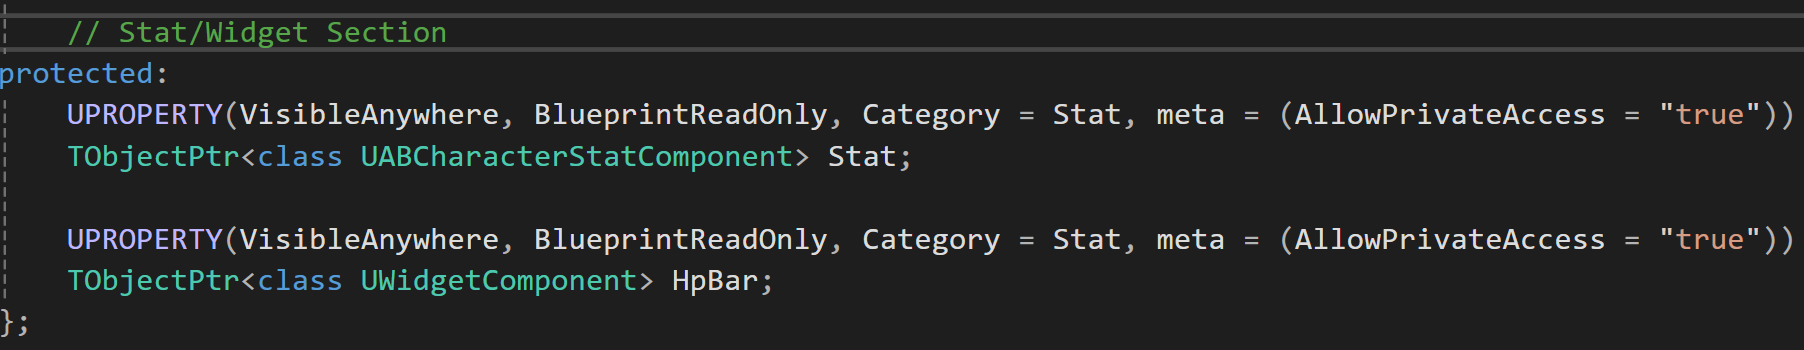 // Stat/Widget Section
protected:
UPROPERTY(VisibleAnywhere, BlueprintReadOnly, Category = Stat, meta = (AllowPrivateAccess = "true"))
TObjectPtr<class UABCharacterStatComponent> Stat;
UPROPERTY(VisibleAnywhere, BlueprintReadOnly, Category = Stat, meta = (AllowPrivateAccess = "true"))
TObjectPtr<class UWidgetComponent> HpBar;
};